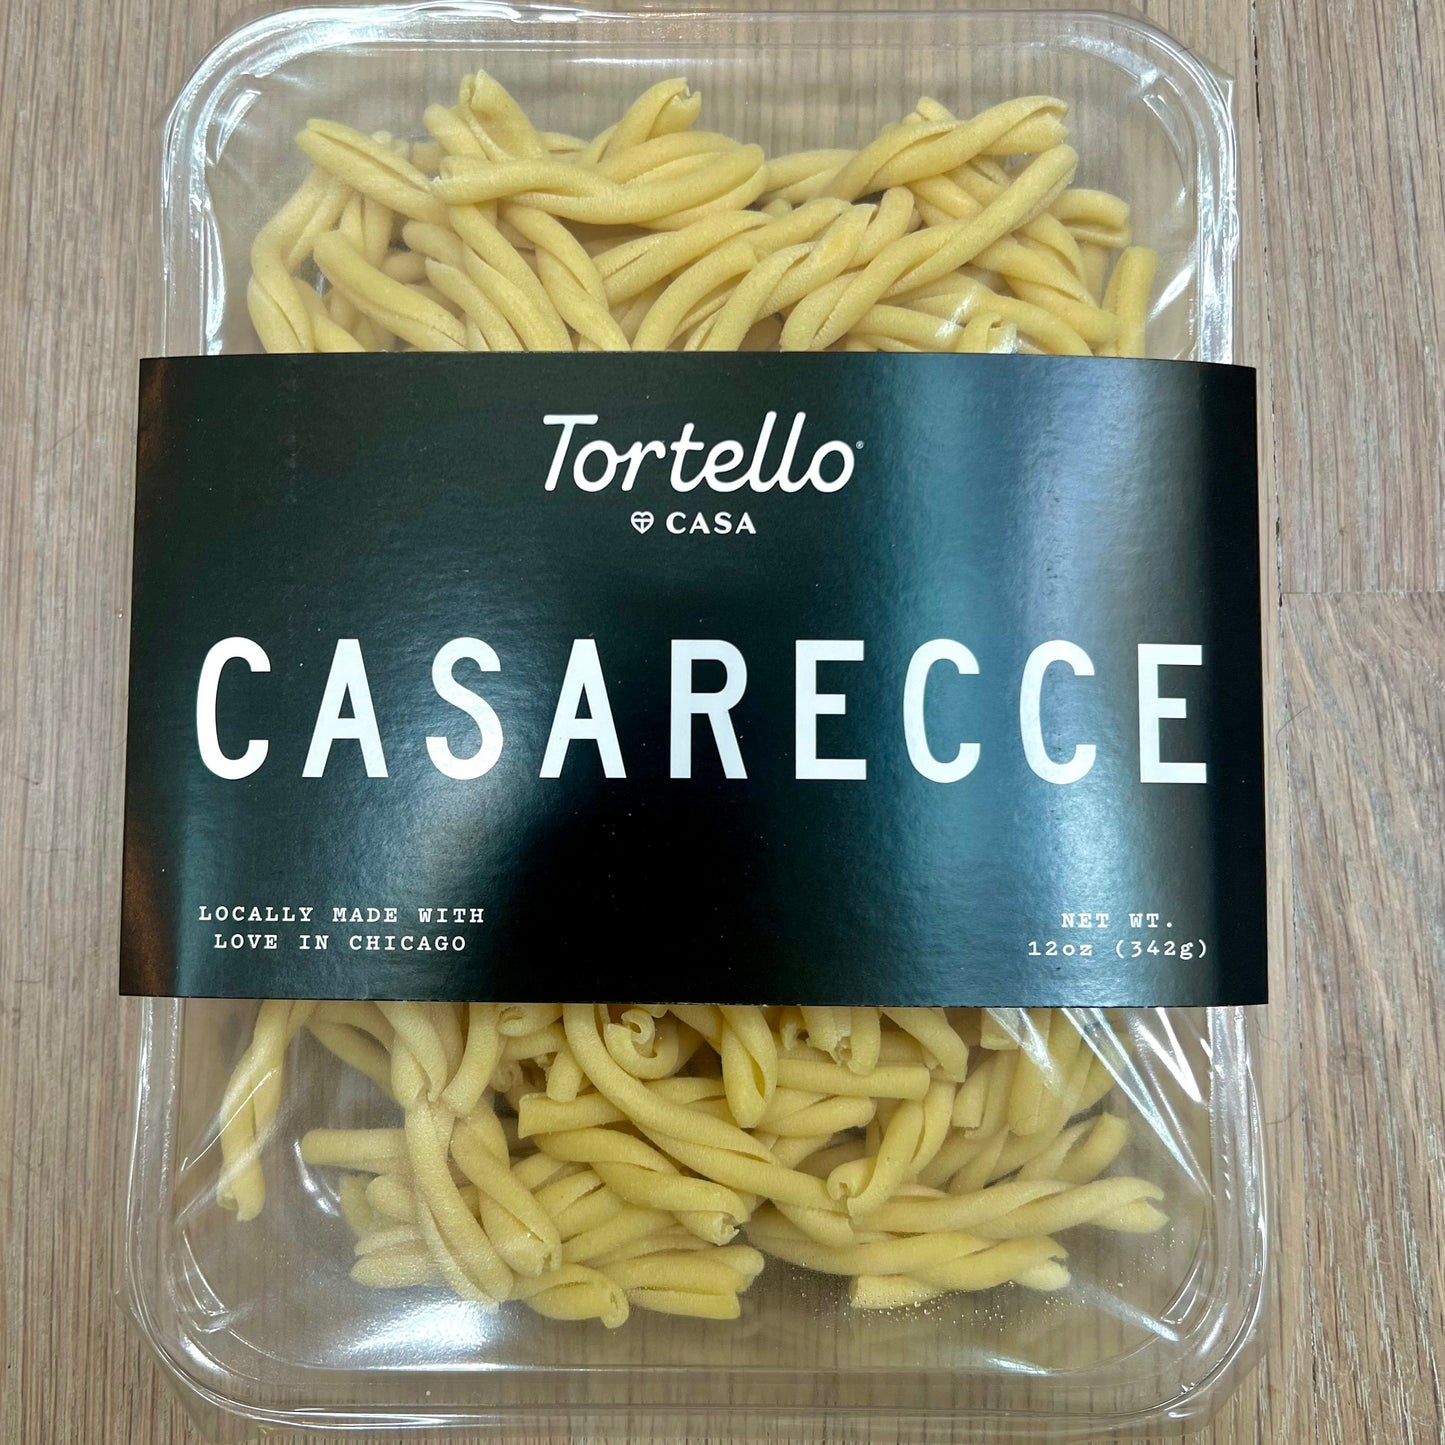 Tortello®
CASA
CASARECCE
LOCALLY MADE WITH
LOVE IN CHICAGO
NET WT.
12oz (342g)